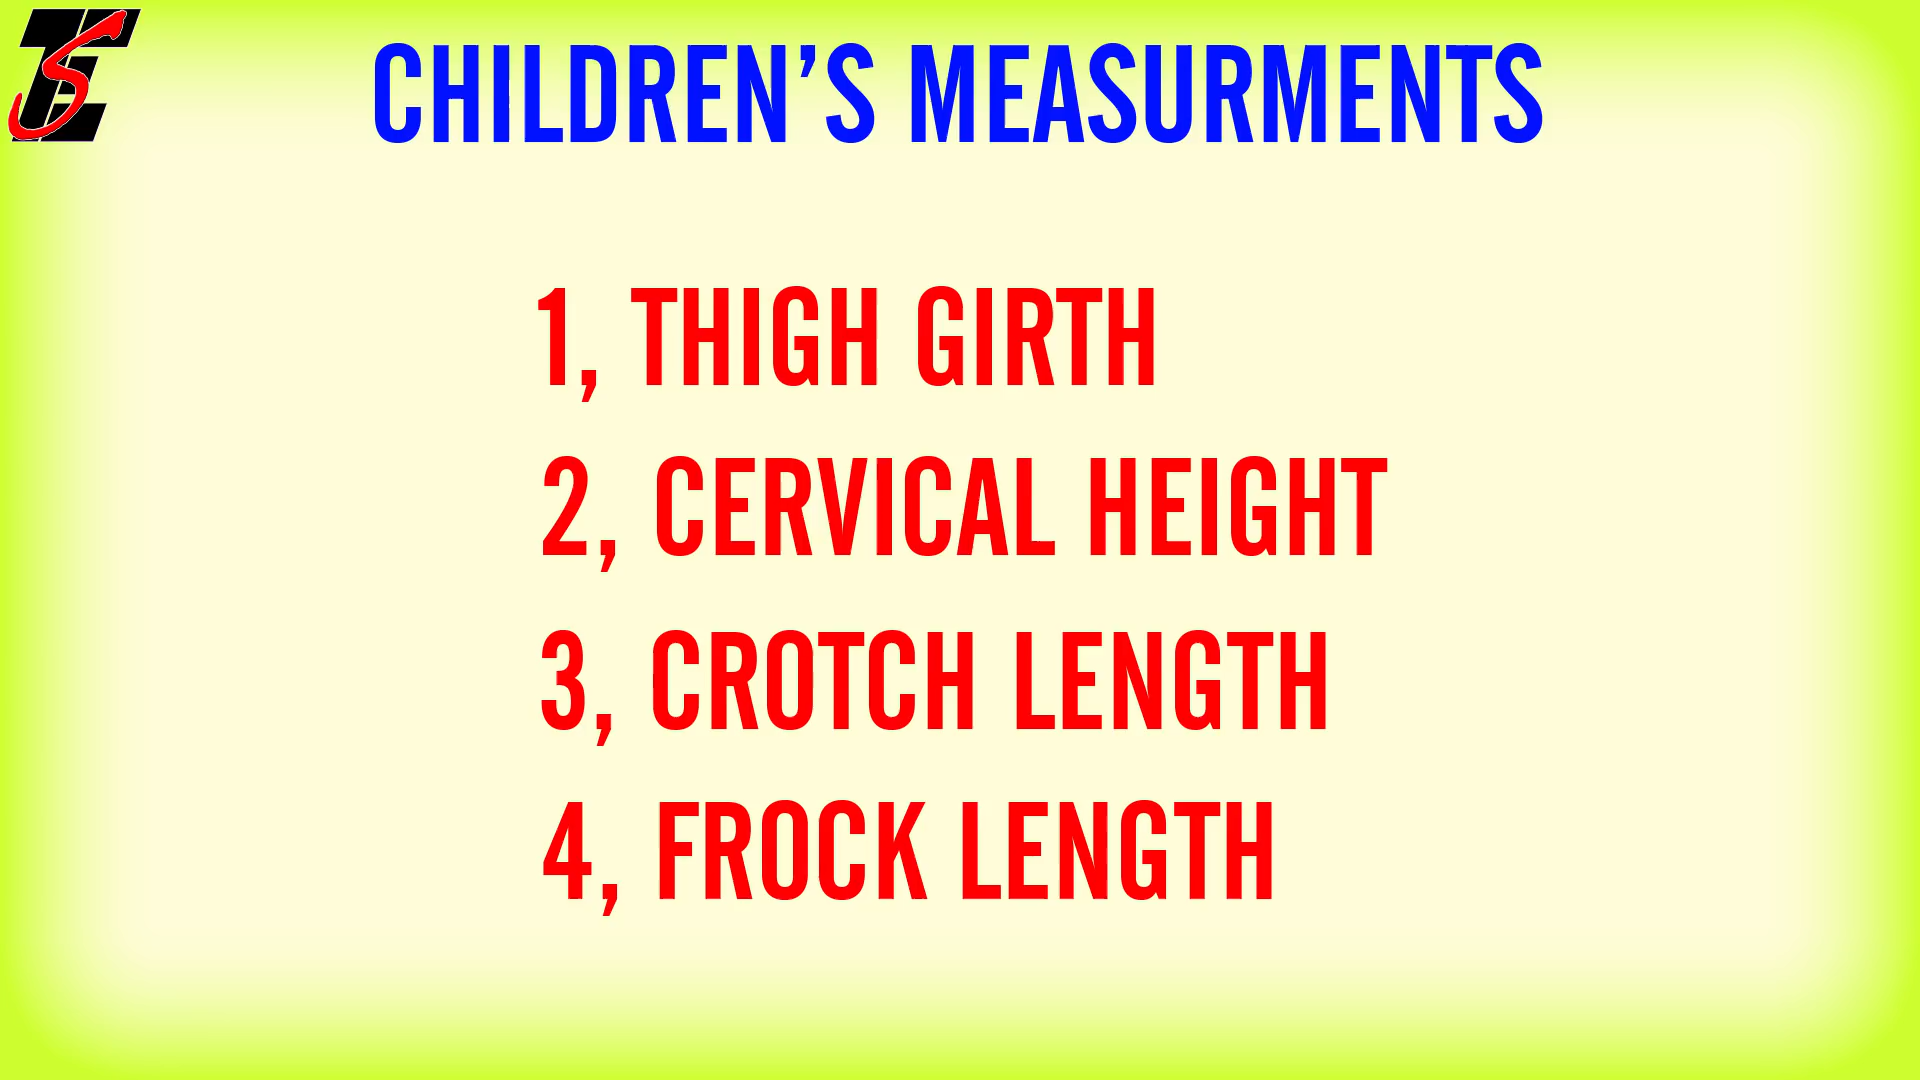 CHILDREN’S MEASURMENTS
1, THIGH GIRTH
2, CERVICAL HEIGHT
3, CROTCH LENGTH
4, FROCK LENGTH